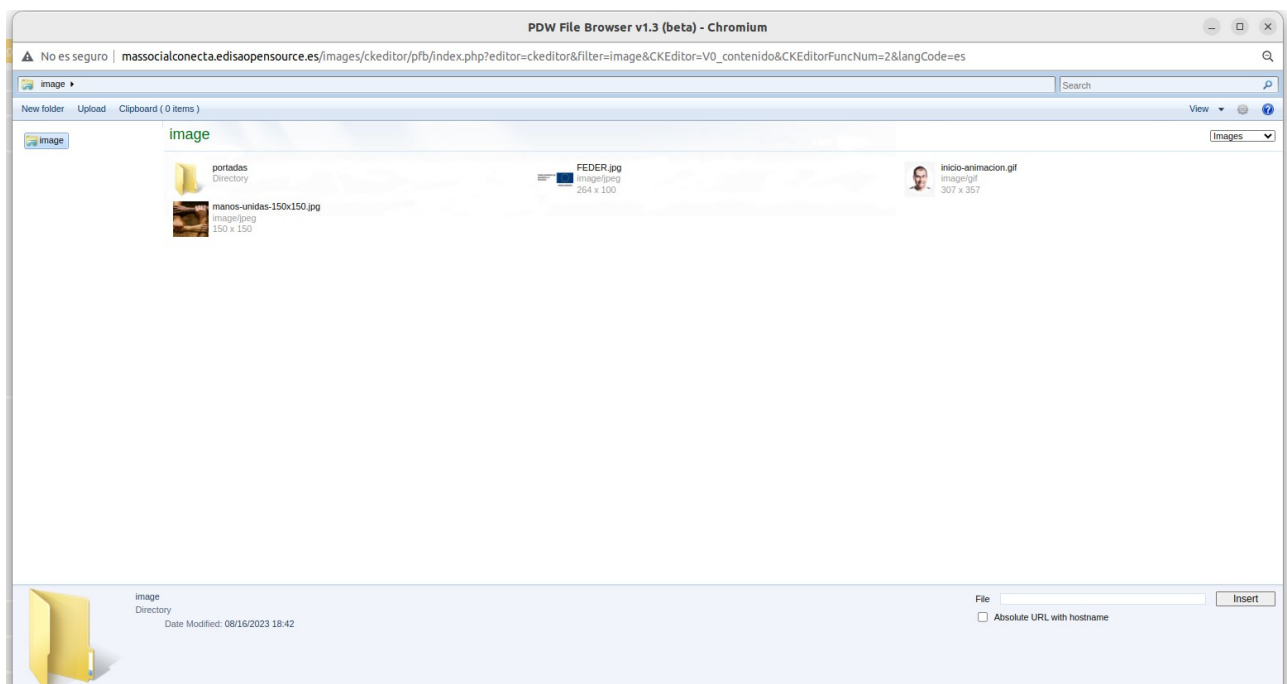 PDW File Browser v1.3 (beta) - Chromium
No es seguro | massocialconecta.edisaopensource.es/images/ckeditor/pfb/index.php?editor=ckeditor&filter=image&CKEditor=V0_contenido&CKEditorFuncNum=2&langCode=es
image
Search
New folder Upload Clipboard ( 0 items ) View
image
image
Images
portadas
Directory
FEDER.jpg
image/jpeg
264 x 100
inicio-animacion.gif
image/gif
307 x 357
manos-unidas-150x150.jpg
image/jpeg
150 x 150
image
Directory
Date Modified: 08/16/2023 18:42
File
Insert
Absolute URL with hostname